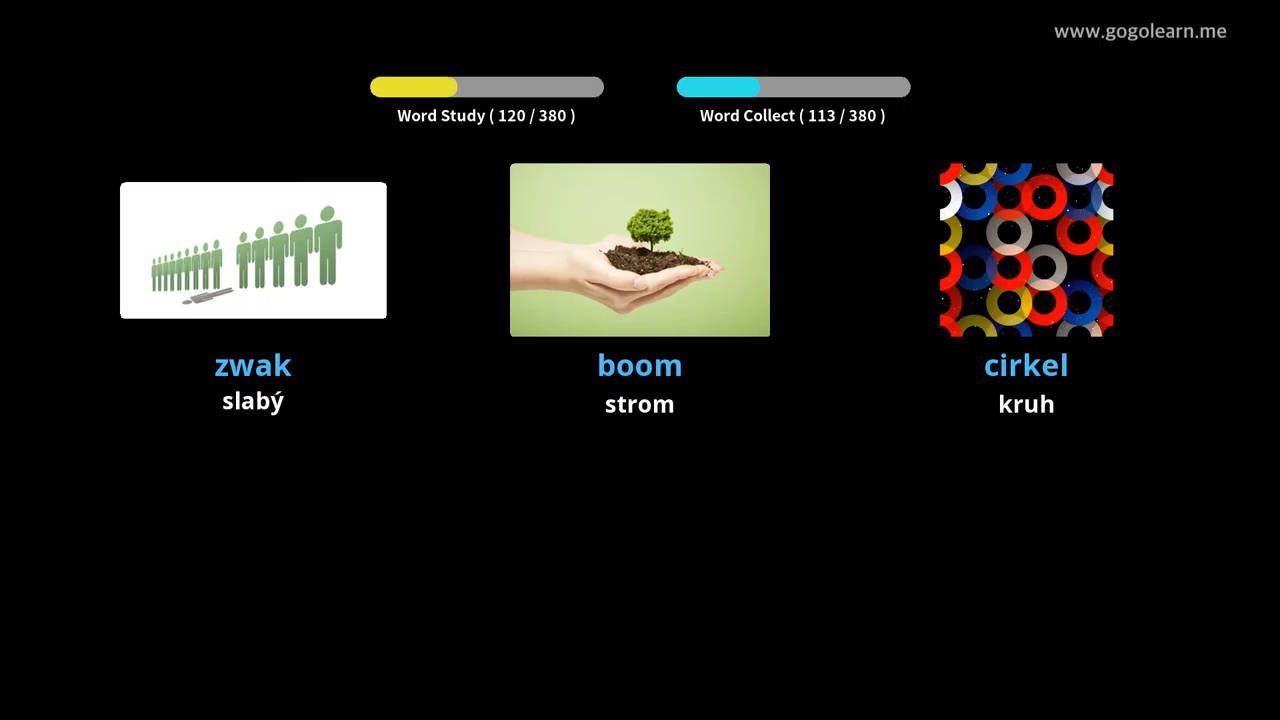 www.gogolearn.me
Word Study ( 120 / 380 )
Word Collect ( 113 / 380 )
zwak
slabý
boom
strom
cirkel
kruh